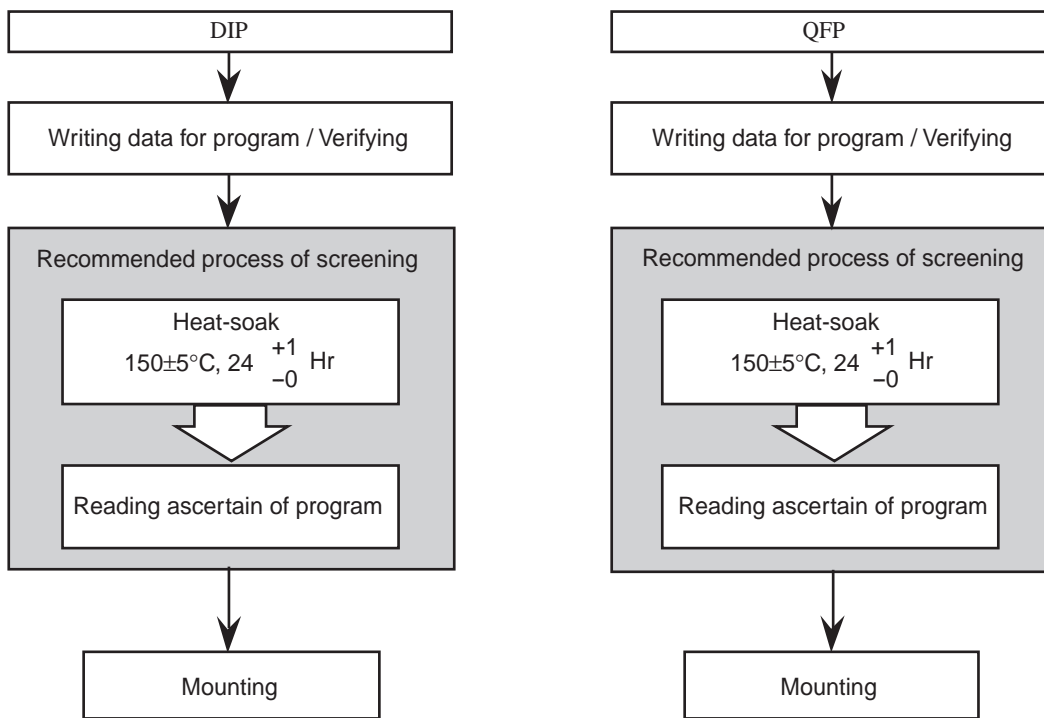 DIP
Writing data for program / Verifying
Recommended process of screening
Heat-soak
150±5°C, 24 +1 −0 Hr
Reading ascertain of program
Mounting
QFP
Writing data for program / Verifying
Recommended process of screening
Heat-soak
150±5°C, 24 +1 −0 Hr
Reading ascertain of program
Mounting